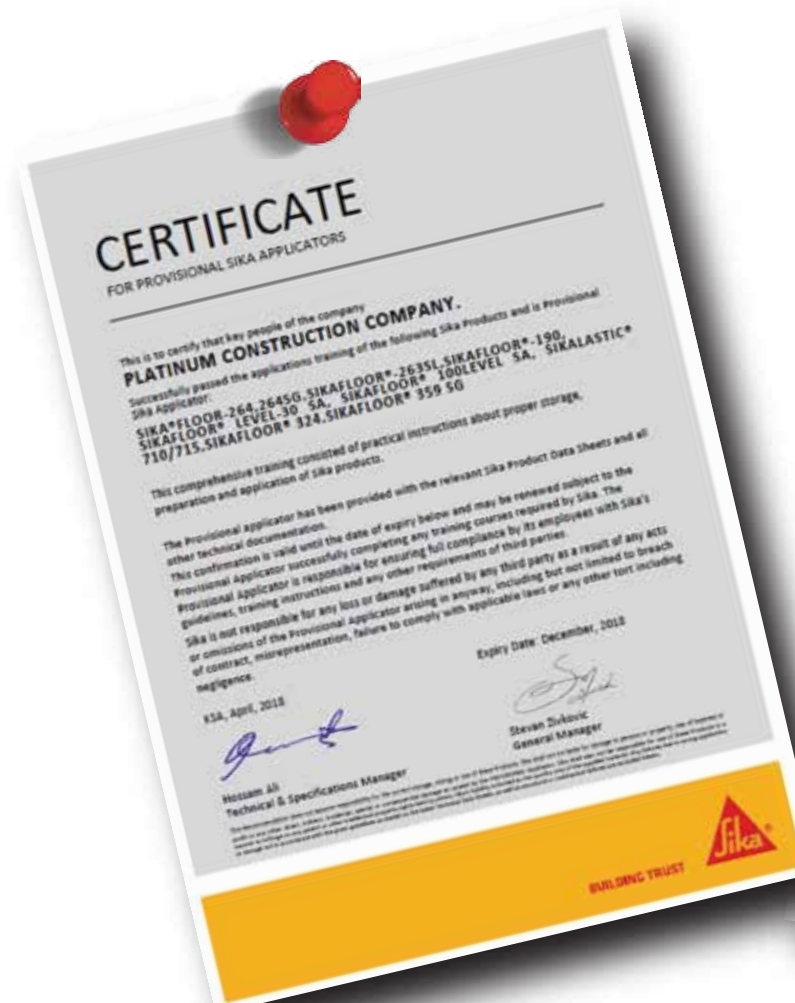 CERTIFICATE
FOR PROVISIONAL SIKA APPLICATORS
This is to certify that key people of the company
PLATINUM CONSTRUCTION COMPANY.
Successfully passed the applications training of the following Sika Products and is Provisional
Sika Applicator:
SIKA®FLOOR-264,264SG,SIKAFLOOR®-263SL,SIKAFLOOR®-190,
SIKAFLOOR® LEVEL-30 SA, SIKAFLOOR® 100LEVEL SA, SIKALASTIC®
710/715,SIKAFLOOR® 324,SIKAFLOOR® 359 SG
This comprehensive training consisted of practical instructions about proper storage,
preparation and application of Sika products.
The Provisional applicator has been provided with the relevant Sika Product Data Sheets and all
other technical documentation.
This confirmation is valid until the date of expiry below and may be renewed subject to the
Provisional Applicator successfully completing any training courses required by Sika. The
Provisional Applicator is responsible for ensuring full compliance by its employees with Sika's
guidelines, training instructions and any other requirements of third parties
Sika is not responsible for any loss or damage suffered by any third party as a result of any acts
or omissions of the Provisional Applicator arising in anyway, including but not limited to breach
of contract, misrepresentation, failure to comply with applicable laws or any other tort including
negligence.
KSA, April, 2018
Expiry Date: December, 2018
Hossam Ali
Technical & Specifications Manager
Stevan Zivkovic
General Manager
BUILDING TRUST
Sika®